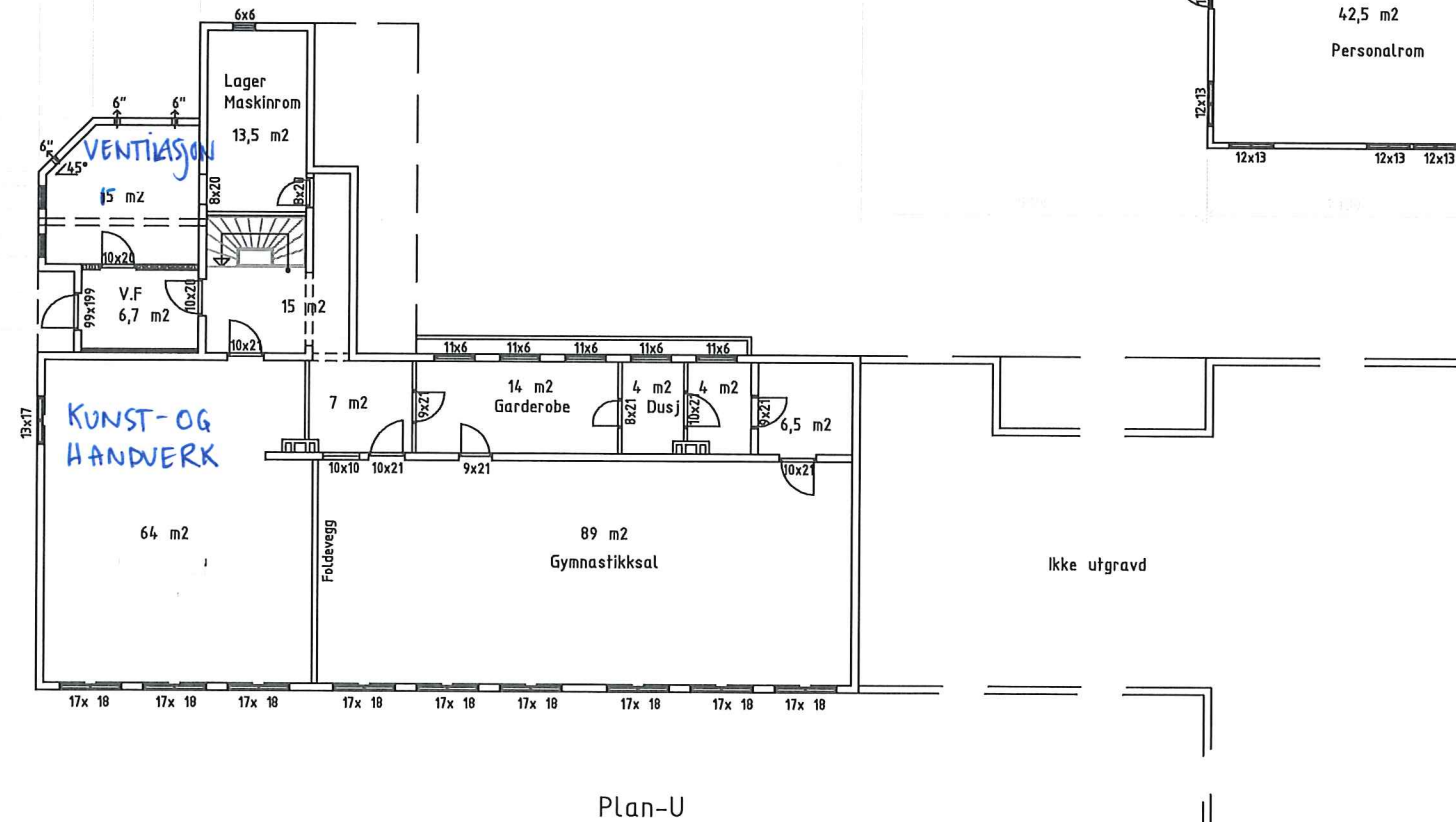 6x6
42,5 m2
Personalrom
Lager
Maskinrom
13,5 m2
12x13
6"
6"
6"
45°
VENTILASJON
15 m2
8x20
8x20
12x13
12x13
12x13
10x20
V.F
6,7 m2
99x199
10x20
15 m2
10x21
11x6
11x6
11x6
11x6
11x6
13x17
KUNST-OG
HANDVERK
7 m2
9x21
14 m2
Garderobe
8x21
4 m2
Dusj
10x21
4 m2
9x21
6,5 m2
10x10
10x21
9x21
10x21
64 m2
Foldevegg
89 m2
Gymnastikksal
Ikke utgravd
17x 18
17x 18
17x 18
17x 18
17x 18
17x 18
17x 18
17x 18
17x 18
Plan-U